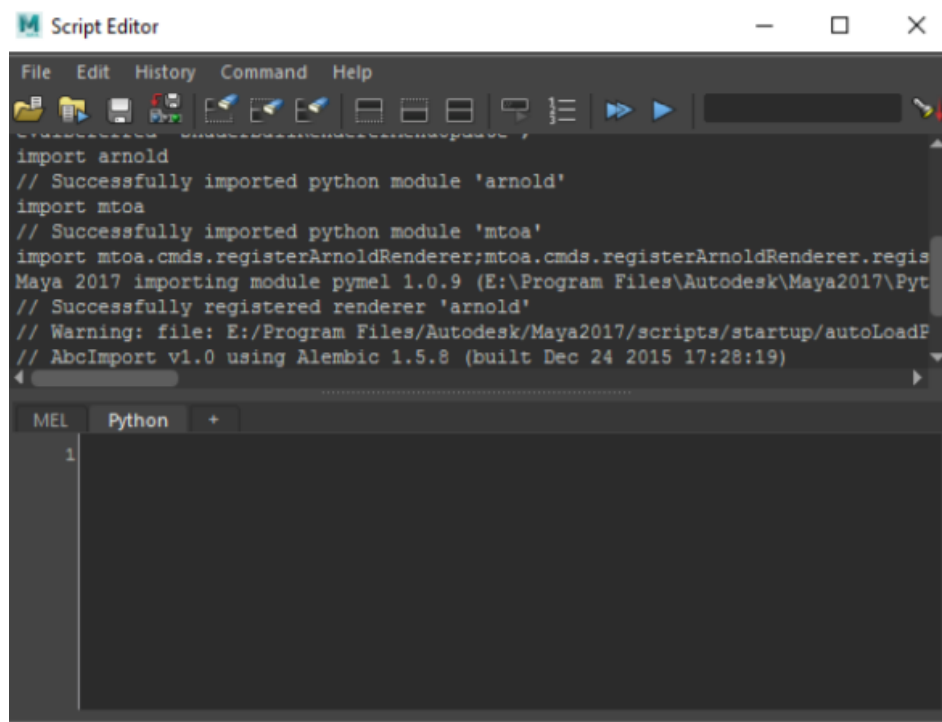 Script Editor
File Edit History Command Help
import arnold
// Successfully imported python module 'arnold'
import mtoa
// Successfully imported python module 'mtoa'
import mtoa.cmds.registerArnoldRenderer;mtoa.cmds.registerArnoldRenderer.regis
Maya 2017 importing module pymel 1.0.9 (E:\Program Files\Autodesk\Maya2017\Pyt
// Successfully registered renderer 'arnold'
// Warning: file: E:/Program Files/Autodesk/Maya2017/scripts/startup/autoLoadP
// AbcImport v1.0 using Alembic 1.5.8 (built Dec 24 2015 17:28:19)
MEL Python +
1